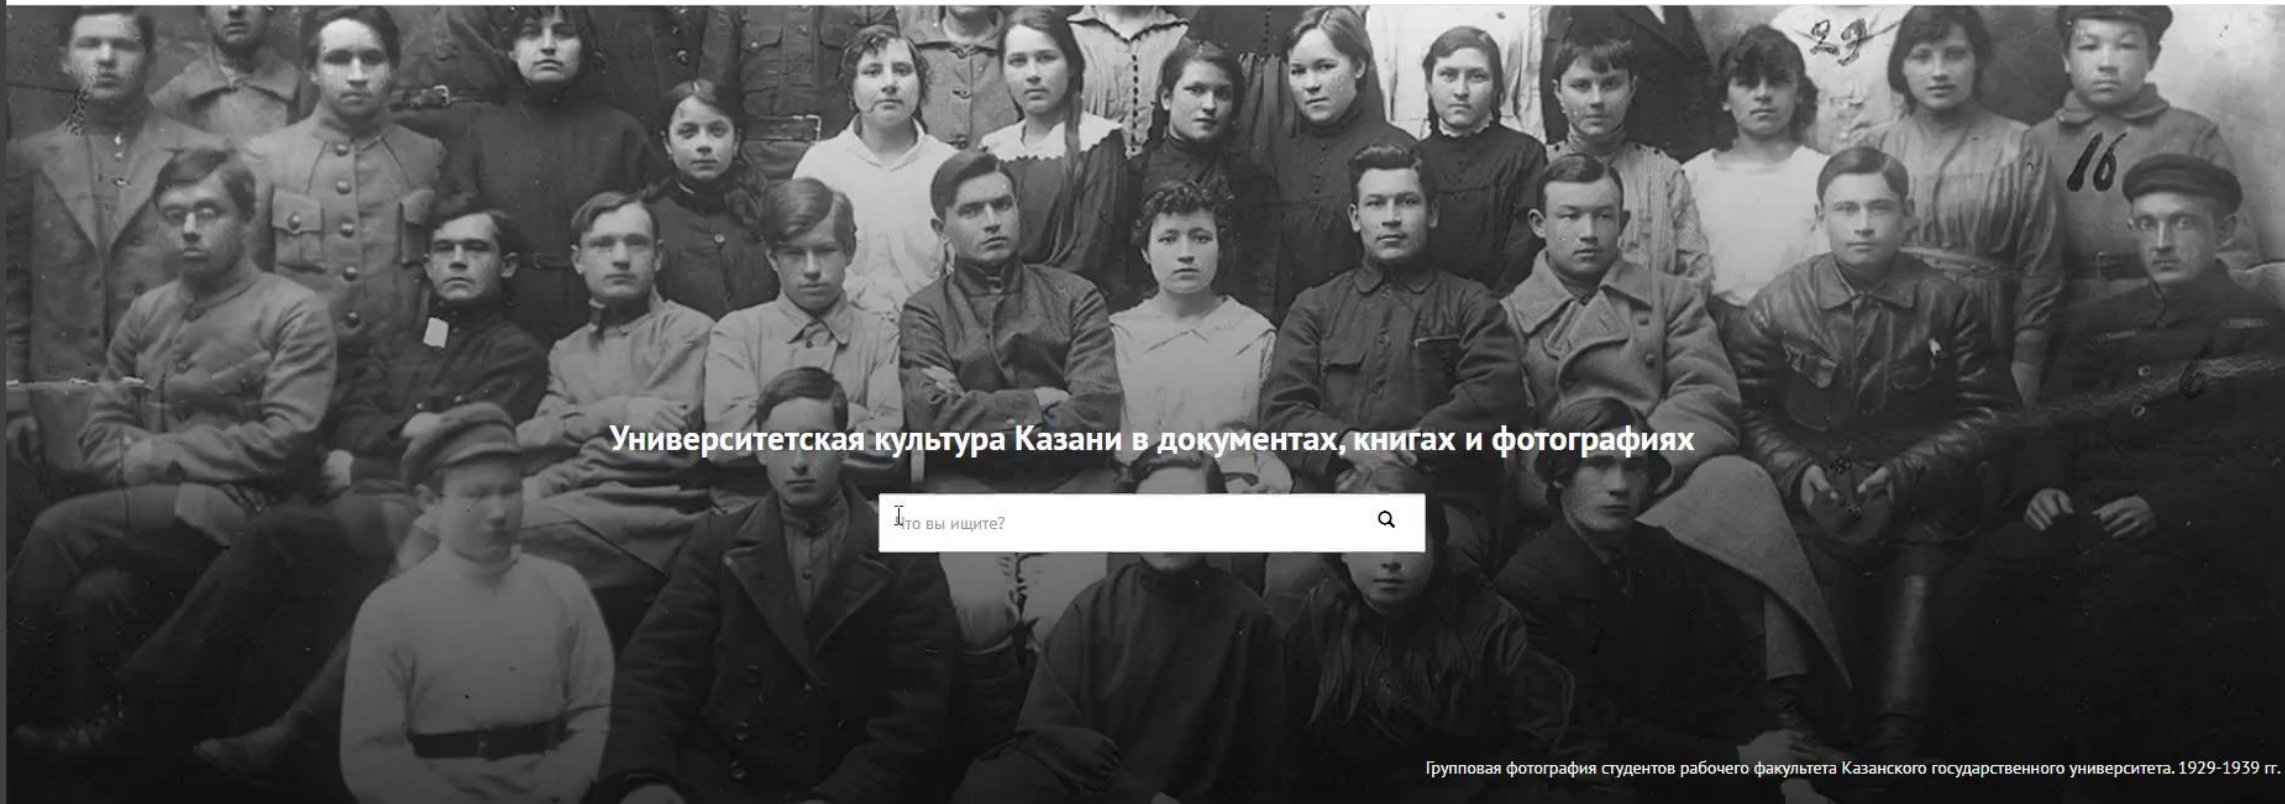 29
16
6
Университетская культура Казани в документах, книгах и фотографиях
Что вы ищите?
Групповая фотография студентов рабочего факультета Казанского государственного университета. 1929-1939 гг.